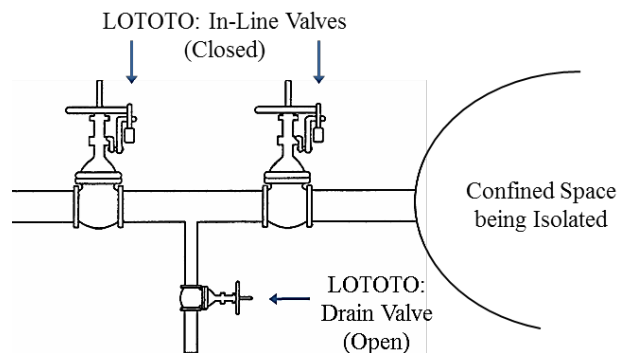 LOTOTO: In-Line Valves
(Closed)
Confined Space
being Isolated
LOTOTO:
Drain Valve
(Open)